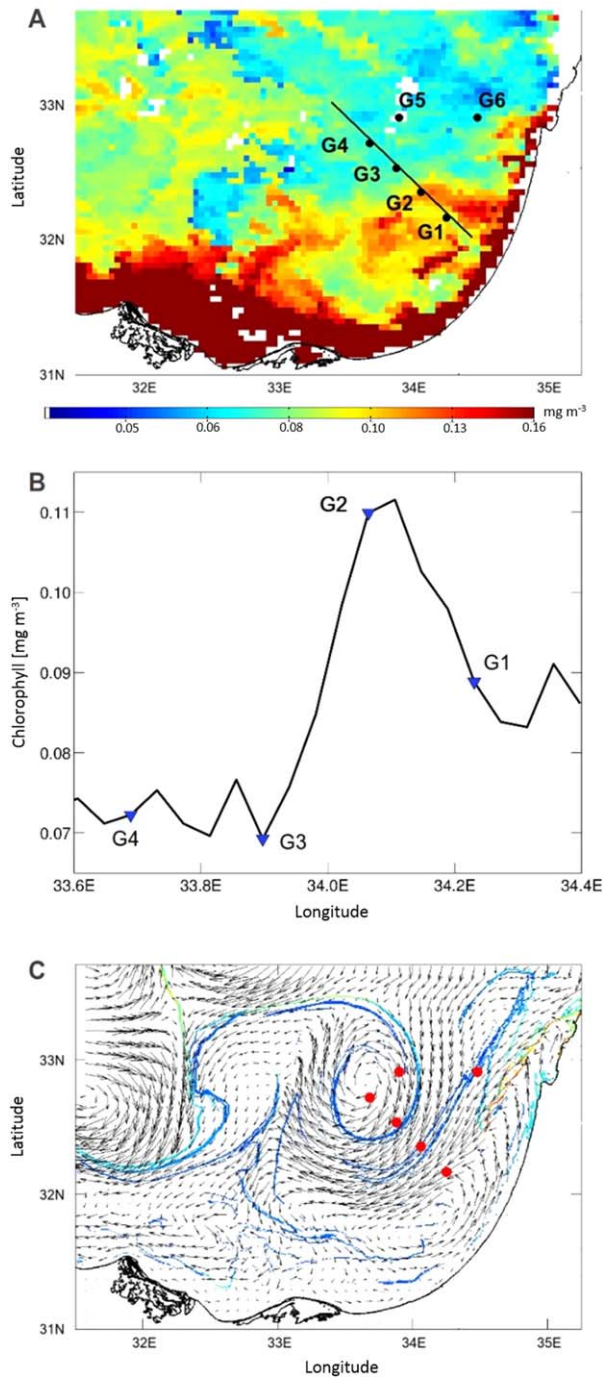 A
33N
32N
31N
Latitude
G5
G6
G4
G3
G2
G1
32E
33E
34E
35E
0.05
0.06
0.08
0.10
0.13
0.16
mg m-3
B
0.11
0.10
0.09
0.08
0.07
Chlorophyll [mg m-3]
G2
G1
G4
G3
33.6E
33.8E
34.0E
34.2E
34.4E
Longitude
C
33N
32N
31N
Latitude
32E
33E
34E
35E
Longitude